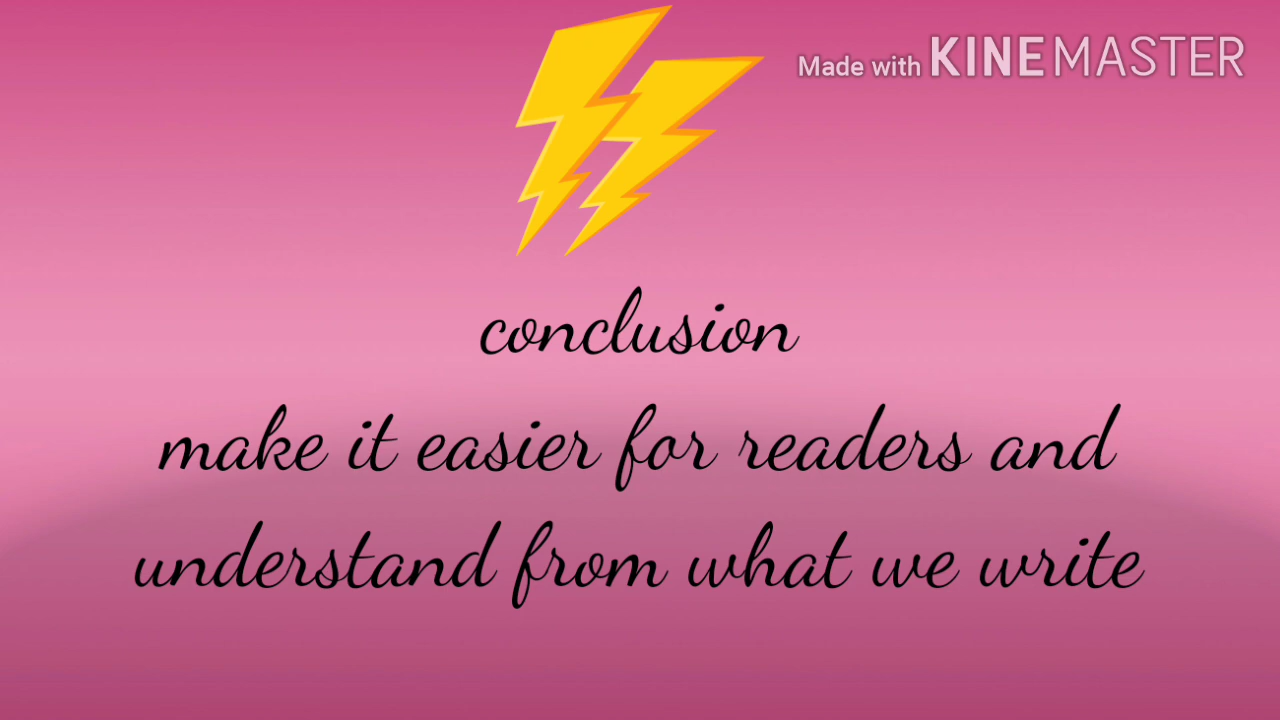 Made with KINEMASTER
conclusion
make it easier for readers and
understand from what we write